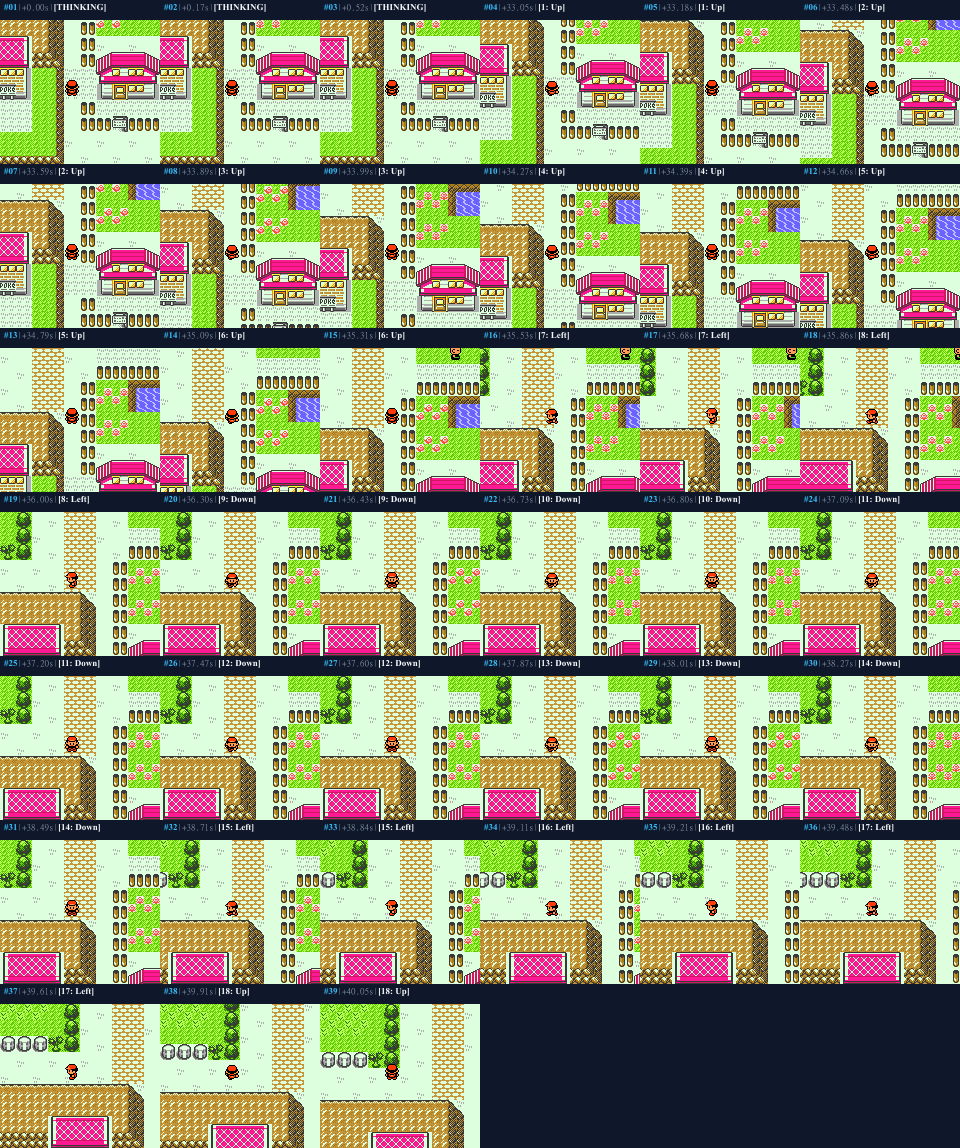 #01 | +0.00s | [THINKING]
#02 | +0.17s | [THINKING]
#03 | +0.52s | [THINKING]
#04 | +33.05s | [1: Up]
#05 | +33.18s | [1: Up]
#06 | +33.48s | [2: Up]
POKé
POKé
POKé
POKé
POKé
POKé
#07 | +33.59s | [2: Up]
#08 | +33.89s | [3: Up]
#09 | +33.99s | [3: Up]
#10 | +34.27s | [4: Up]
#11 | +34.39s | [4: Up]
#12 | +34.66s | [5: Up]
#13 | +34.79s | [5: Up]
#14 | +35.09s | [6: Up]
#15 | +35.31s | [6: Up]
#16 | +35.53s | [7: Left]
#17 | +35.68s | [7: Left]
#18 | +35.86s | [8: Left]
#19 | +36.00s | [8: Left]
#20 | +36.30s | [9: Down]
#21 | +36.43s | [9: Down]
#22 | +36.73s | [10: Down]
#23 | +36.80s | [10: Down]
#24 | +37.09s | [11: Down]
#25 | +37.20s | [11: Down]
#26 | +37.47s | [12: Down]
#27 | +37.60s | [12: Down]
#28 | +37.87s | [13: Down]
#29 | +38.01s | [13: Down]
#30 | +38.27s | [14: Down]
#31 | +38.49s | [14: Down]
#32 | +38.71s | [15: Left]
#33 | +38.84s | [15: Left]
#34 | +39.11s | [16: Left]
#35 | +39.21s | [16: Left]
#36 | +39.48s | [17: Left]
#37 | +39.61s | [17: Left]
#38 | +39.91s | [18: Up]
#39 | +40.05s | [18: Up]